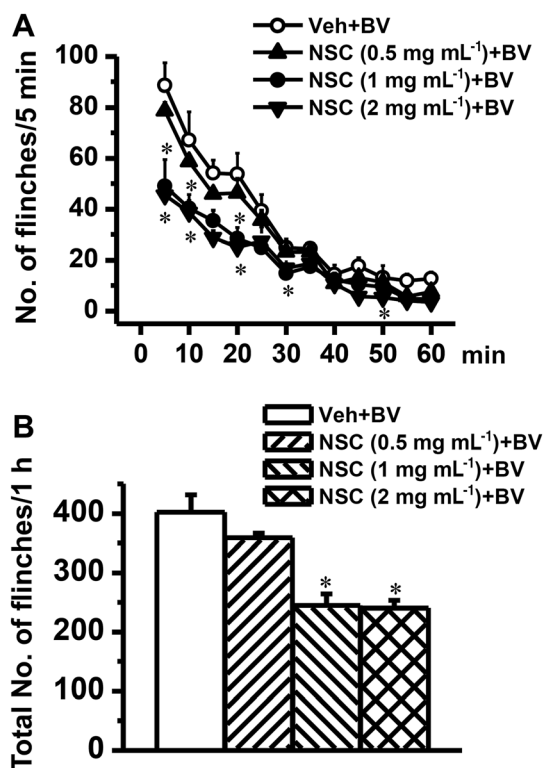 A
Veh+BV
NSC (0.5 mg mL-1)+BV
NSC (1 mg mL-1)+BV
NSC (2 mg mL-1)+BV
No. of flinches/5 min
100
80
60
40
20
0
* * * * * * * *
0 10 20 30 40 50 60 min
B
Veh+BV
NSC (0.5 mg mL-1)+BV
NSC (1 mg mL-1)+BV
NSC (2 mg mL-1)+BV
Total No. of flinches/1 h
400
300
200
100
0
* *